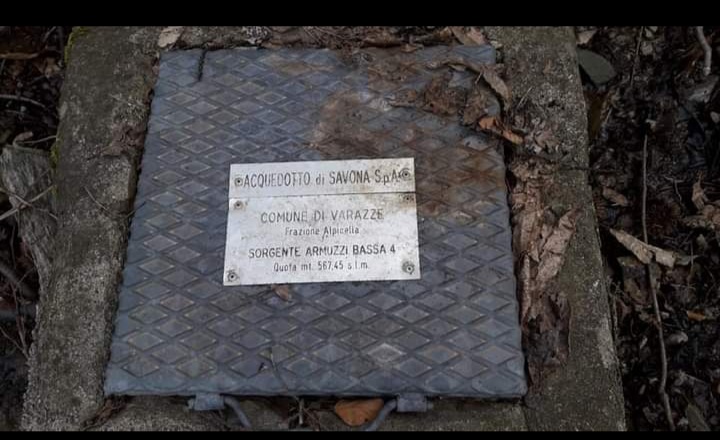 ACQUEDOTTO di SAVONA S.p.A.
COMUNE DI VARAZZE
Frazione Alpicella
SORGENTE ARMUZZI BASSA 4
Quota mt. 567,45 s.l.m.